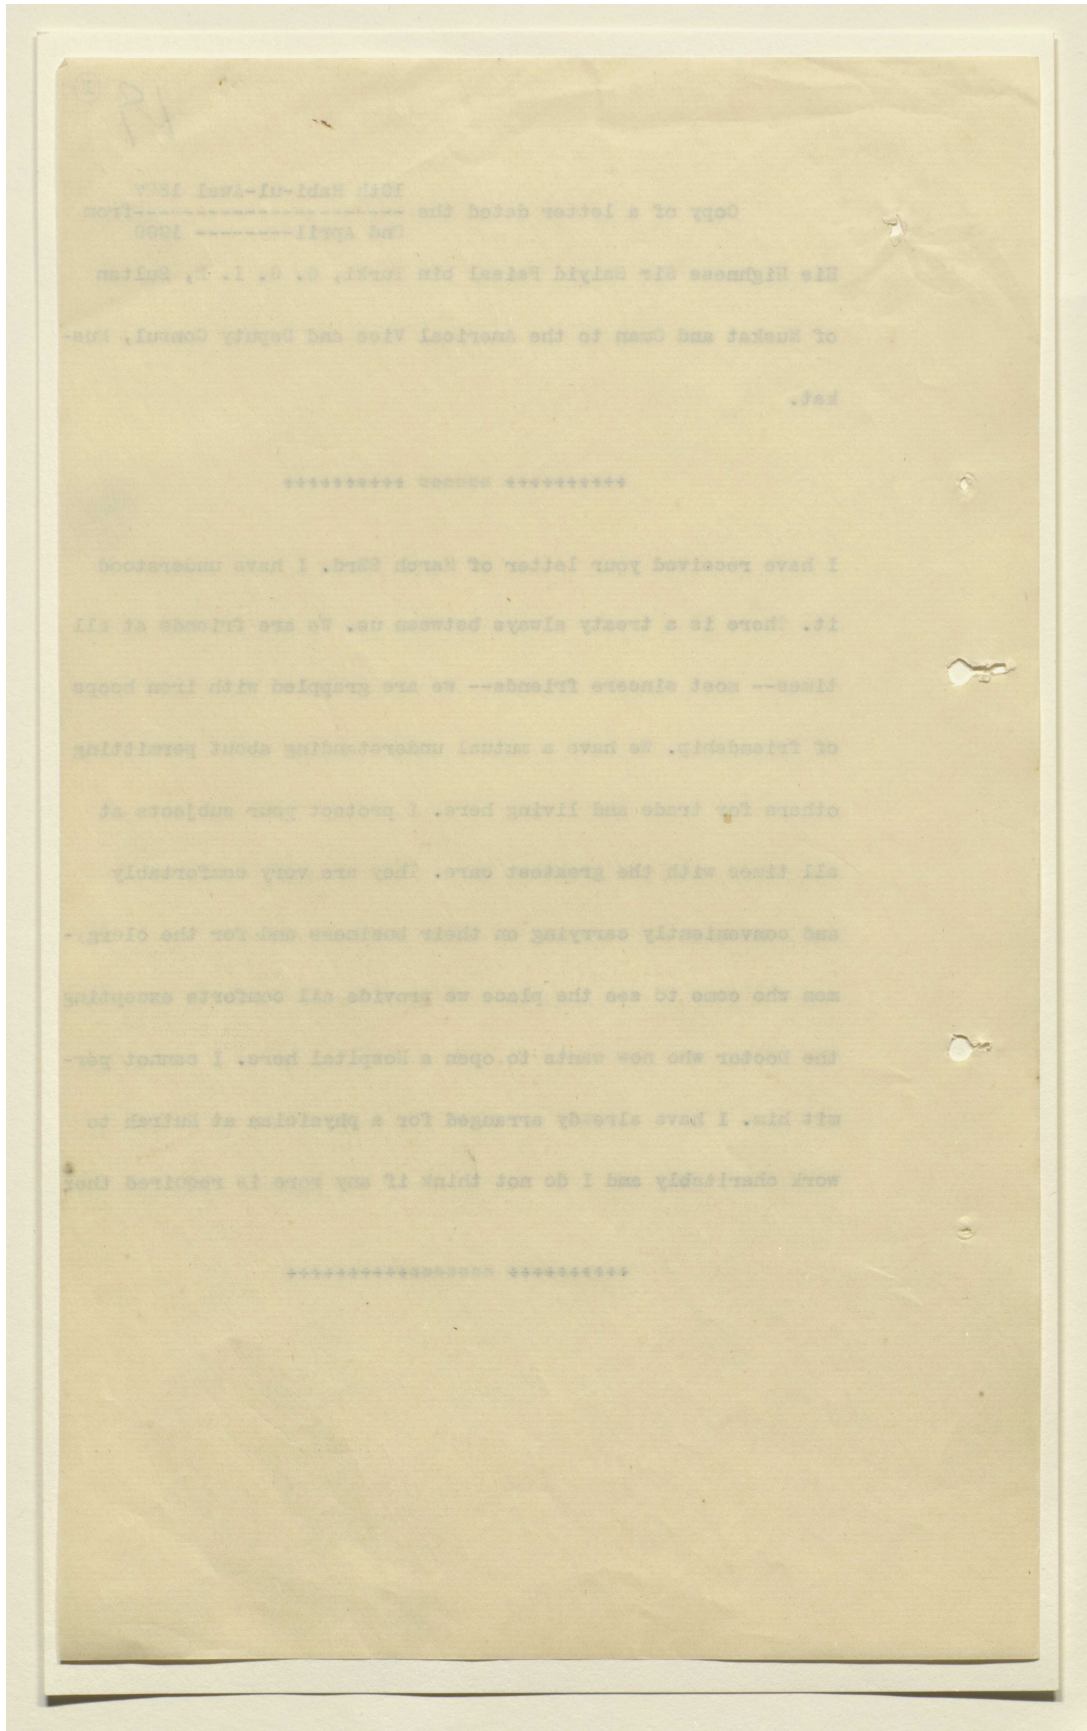 Copy of a letter dated the 10th Rabi-ul-Awel
-----------------------from
2nd April--------
His Highness Sir Saiyid Faisal bin Turki, G. C. I. E, Sultan
of Muskat and Oman to the Americal Vice and Deputy Consul, Mus-
kat.
I have received your letter of March 23rd. I have understood
it. There is a treaty always between us. We are friends at all
times-- most sincere friends-- we are grappled with iron hoops
of friendship. We have a mutual understanding about permitting
others for trade and living here. I protect your subjects at
all times with the greatest care. They are very comfortably
and conveniently carrying on their business and for the clergy-
men who come to see the place we provide all comforts excepting
the Doctor who now wants to open a Hospital here. I cannot per-
mit him. I have already arranged for a physician at Mutrah to
work charitably and I do not think if any more is required